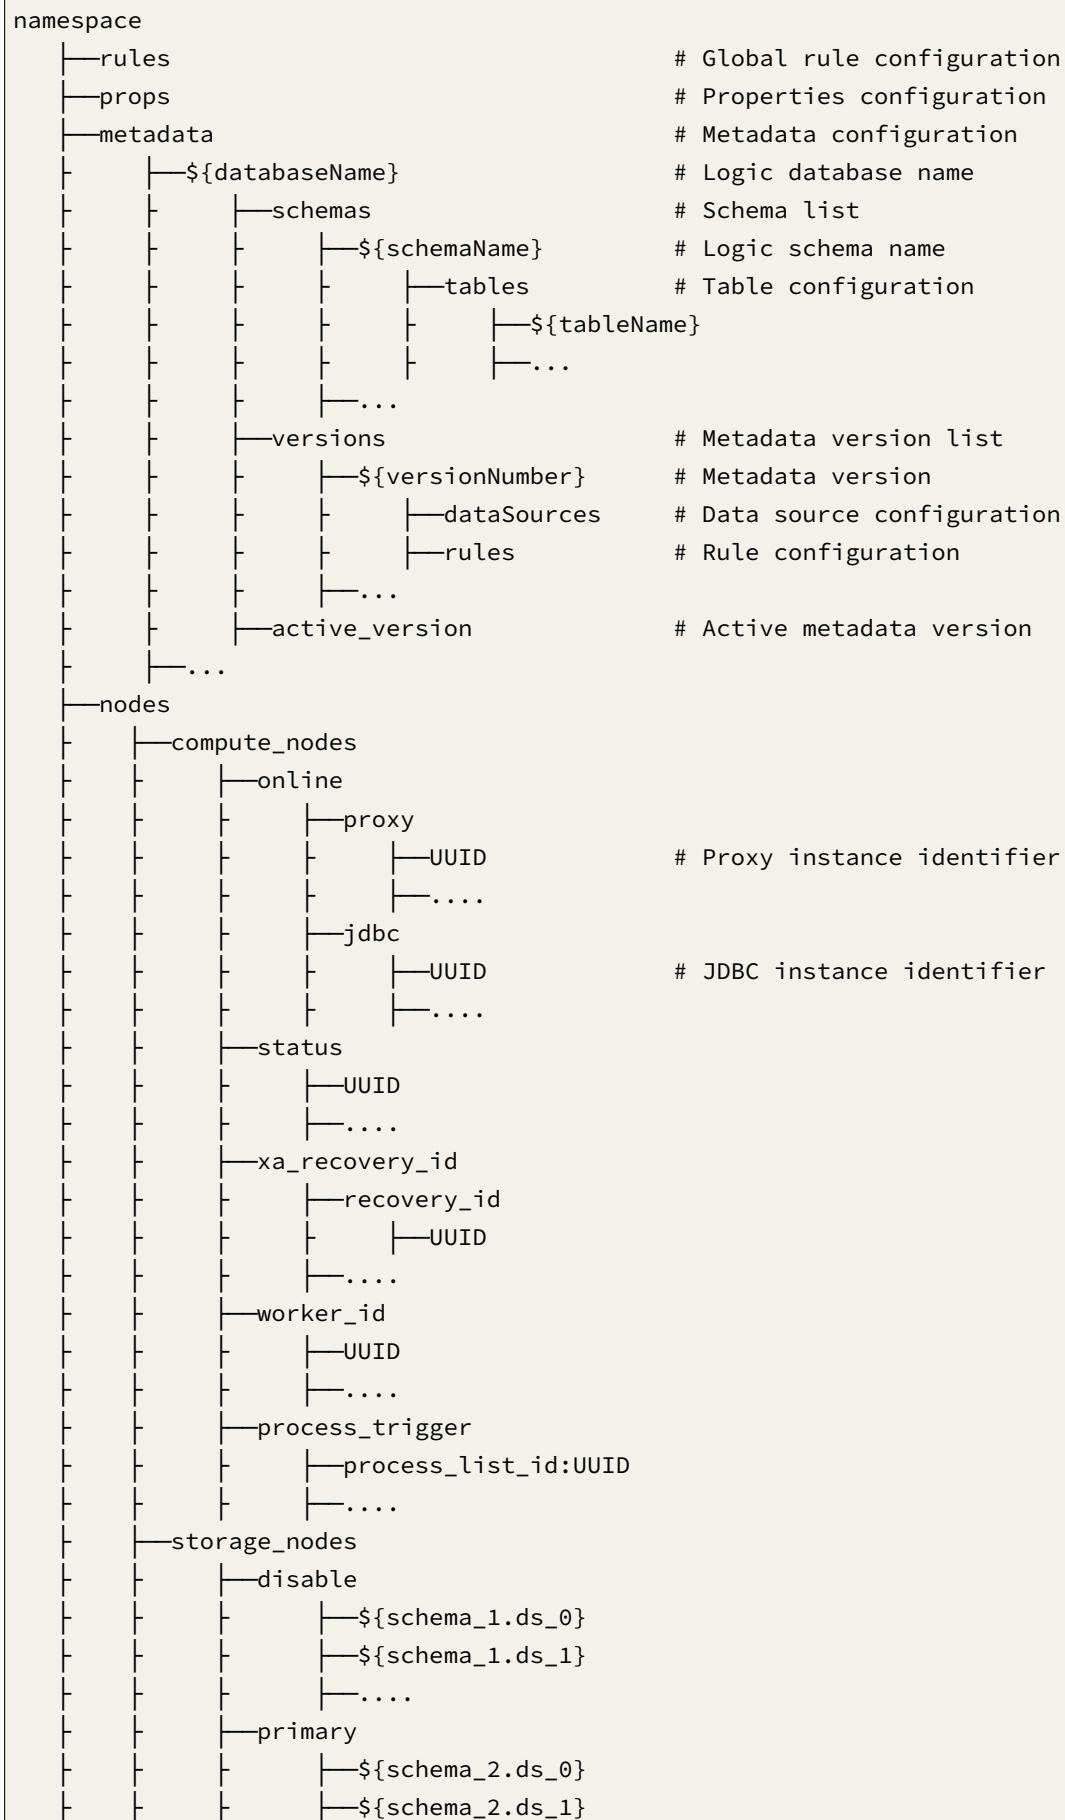 namespace
   ├──rules                                   # Global rule configuration
   ├──props                                   # Properties configuration
   ├──metadata                                # Metadata configuration
   ├     ├──${databaseName}                   # Logic database name
   ├     ├     ├──schemas                     # Schema list
   ├     ├     ├     ├──${schemaName}         # Logic schema name
   ├     ├     ├     ├     ├──tables          # Table configuration
   ├     ├     ├     ├     ├     ├──${tableName}
   ├     ├     ├     ├     ├     ├──...
   ├     ├     ├     ├──...
   ├     ├     ├──versions                    # Metadata version list
   ├     ├     ├     ├──${versionNumber}      # Metadata version
   ├     ├     ├     ├     ├──dataSources     # Data source configuration
   ├     ├     ├     ├     ├──rules           # Rule configuration
   ├     ├     ├     ├──...
   ├     ├     ├──active_version              # Active metadata version
   ├     ├──...
   ├──nodes
   ├    ├──compute_nodes
   ├    ├     ├──online
   ├    ├     ├     ├──proxy
   ├    ├     ├     ├     ├──UUID             # Proxy instance identifier
   ├    ├     ├     ├     ├──....
   ├    ├     ├     ├──jdbc
   ├    ├     ├     ├     ├──UUID             # JDBC instance identifier
   ├    ├     ├     ├     ├──....
   ├    ├     ├──status
   ├    ├     ├     ├──UUID
   ├    ├     ├     ├──....
   ├    ├     ├──xa_recovery_id
   ├    ├     ├     ├──recovery_id
   ├    ├     ├     ├     ├──UUID
   ├    ├     ├     ├──....
   ├    ├     ├──worker_id
   ├    ├     ├     ├──UUID
   ├    ├     ├     ├──....
   ├    ├     ├──process_trigger
   ├    ├     ├     ├──process_list_id:UUID
   ├    ├     ├     ├──....
   ├    ├──storage_nodes
   ├    ├     ├──disable
   ├    ├     ├      ├──${schema_1.ds_0}
   ├    ├     ├      ├──${schema_1.ds_1}
   ├    ├     ├      ├──....
   ├    ├     ├──primary
   ├    ├     ├      ├──${schema_2.ds_0}
   ├    ├     ├      ├──${schema_2.ds_1}